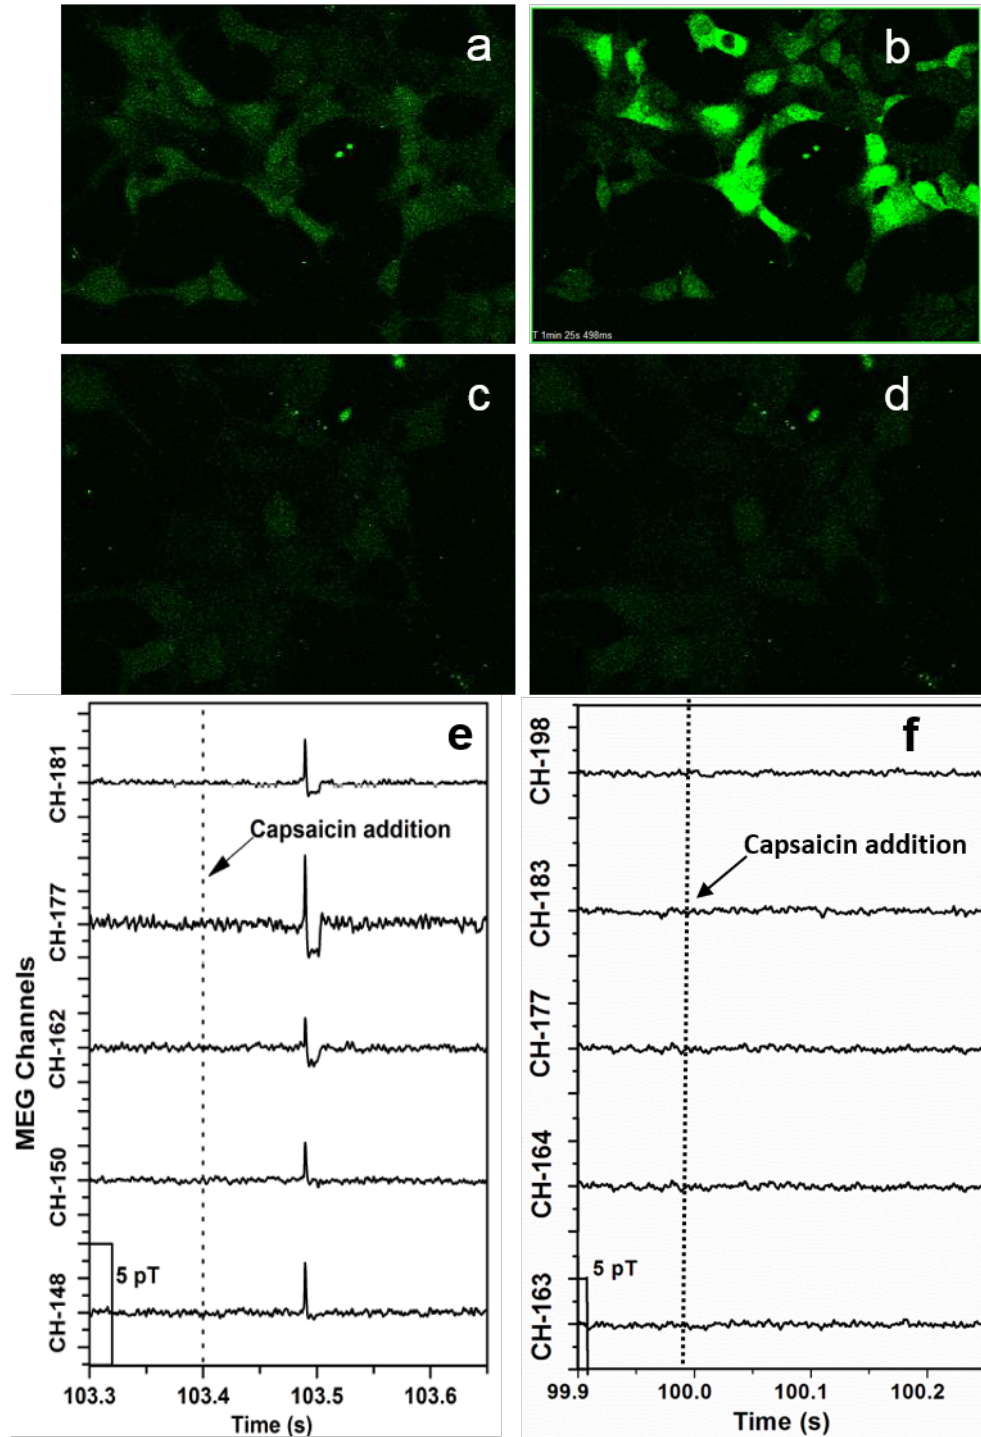 a
b
T 1min 25s 498ms
c
d
e
CH-181
Capsaicin addition
CH-177
CH-162
CH-150
CH-148
5 pT
MEG Channels
103.3 103.4 103.5 103.6
Time (s)
f
CH-198
Capsaicin addition
CH-183
CH-177
CH-164
CH-163
5 pT
99.9 100.0 100.1 100.2
Time (s)